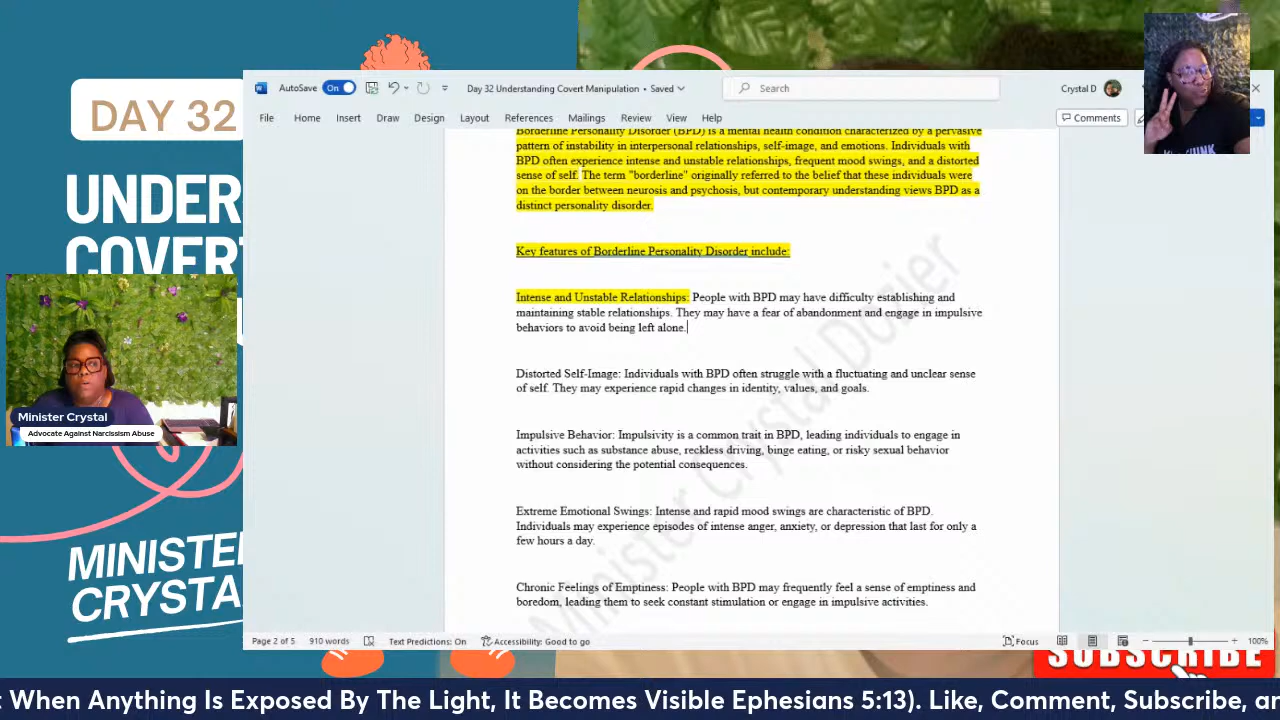 DAY 32
UNDER
COVERT
MINISTER
CRYSTAL
Minister Crystal
Advocate Against Narcissism Abuse
AutoSave On
Day 32 Understanding Covert Manipulation • Saved
Search
Crystal D
File Home Insert Draw Design Layout References Mailings Review View Help
Comments
Borderline Personality Disorder (BPD) is a mental health condition characterized by a pervasive
pattern of instability in interpersonal relationships, self-image, and emotions. Individuals with
BPD often experience intense and unstable relationships, frequent mood swings, and a distorted
sense of self. The term "borderline" originally referred to the belief that these individuals were
on the border between neurosis and psychosis, but contemporary understanding views BPD as a
distinct personality disorder.
Key features of Borderline Personality Disorder include:
Intense and Unstable Relationships: People with BPD may have difficulty establishing and
maintaining stable relationships. They may have a fear of abandonment and engage in impulsive
behaviors to avoid being left alone.
Distorted Self-Image: Individuals with BPD often struggle with a fluctuating and unclear sense
of self. They may experience rapid changes in identity, values, and goals.
Impulsive Behavior: Impulsivity is a common trait in BPD, leading individuals to engage in
activities such as substance abuse, reckless driving, binge eating, or risky sexual behavior
without considering the potential consequences.
Extreme Emotional Swings: Intense and rapid mood swings are characteristic of BPD.
Individuals may experience episodes of intense anger, anxiety, or depression that last for only a
few hours a day.
Chronic Feelings of Emptiness: People with BPD may frequently feel a sense of emptiness and
boredom, leading them to seek constant stimulation or engage in impulsive activities.
Minister Crystal Dozier
Page 2 of 5 910 words Text Predictions: On Accessibility: Good to go Focus 100%
SUBSCRIBE
When Anything Is Exposed By The Light, It Becomes Visible Ephesians 5:13). Like, Comment, Subscribe, an